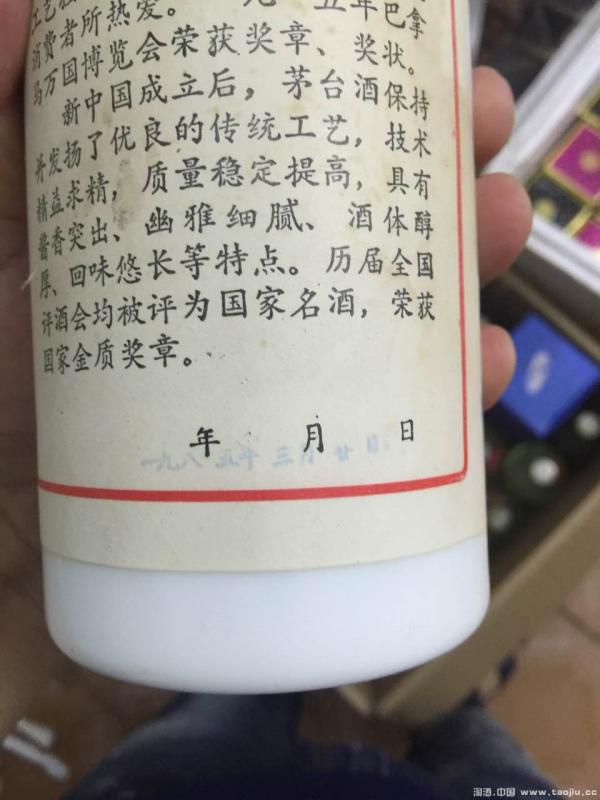 工艺
消费者所热爱。 五年巴拿
马万国博览会荣获奖章、奖状。
新中国成立后，茅台酒保持
并发扬了优良的传统工艺，技术
精益求精，质量稳定提高，具有
酱香突出、幽雅细腻、酒体醇
厚、回味悠长等特点。历届全国
评酒会均被评为国家名酒，荣获
国家金质奖章。
年 月 日
一九八五年三月廿日
淘酒.中国 www.taojiu.cc